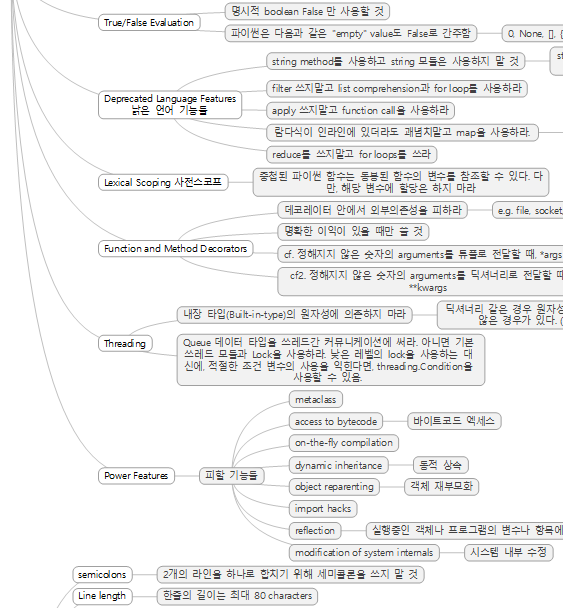 명시적 boolean False 만 사용할 것
True/False Evaluation
파이썬은 다음과 같은 "empty" value도 False로 간주함
0, None, [], {
string method를 사용하고 string 모듈은 사용하지 말 것
filter 쓰지말고 list comprehension과 for loop를 사용하라
Deprecated Language Features
낡은 언어 기능들
apply 쓰지말고 function call을 사용하라
람다식이 인라인에 있더라도 괘념치말고 map을 사용하라.
reduce를 쓰지말고 for loops를 쓰라
Lexical Scoping 사전스코프
중첩된 파이썬 함수는 동봉된 함수의 변수를 참조할 수 있다. 다
만, 해당 변수에 할당은 하지 마라
데코레이터 안에서 외부의존성을 피하라
e.g. file, socket,
명확한 이익이 있을 때만 쓸 것
Function and Method Decorators
cf. 정해지지 않은 숫자의 arguments를 튜플로 전달할 때, *args
cf2. 정해지지 않은 숫자의 arguments를 딕셔너리로 전달할 때
**kwargs
내장 타입(Built-in-type)의 원자성에 의존하지 마라
딕셔너리 같은 경우 원자성
않은 경우가 있다. (
Threading
Queue 데이터 타입을 쓰레드간 커뮤니케이션에 써라. 아니면 기본
쓰레드 모듈과 Lock을 사용하라. 낮은 레벨의 lock을 사용하는 대
신에, 적절한 조건 변수의 사용을 익힌다면, threading.Condition을
사용할 수 있음.
metaclass
access to bytecode
바이트코드 엑세스
on-the-fly compilation
dynamic inheritance
동적 상속
Power Features
피할 기능들
object reparenting
객체 재부모화
import hacks
reflection
실행중인 객체나 프로그램의 변수나 항목에
modification of system internals
시스템 내부 수정
semicolons
2개의 라인을 하나로 합치기 위해 세미콜론을 쓰지 말 것
Line length
한줄의 길이는 최대 80 characters